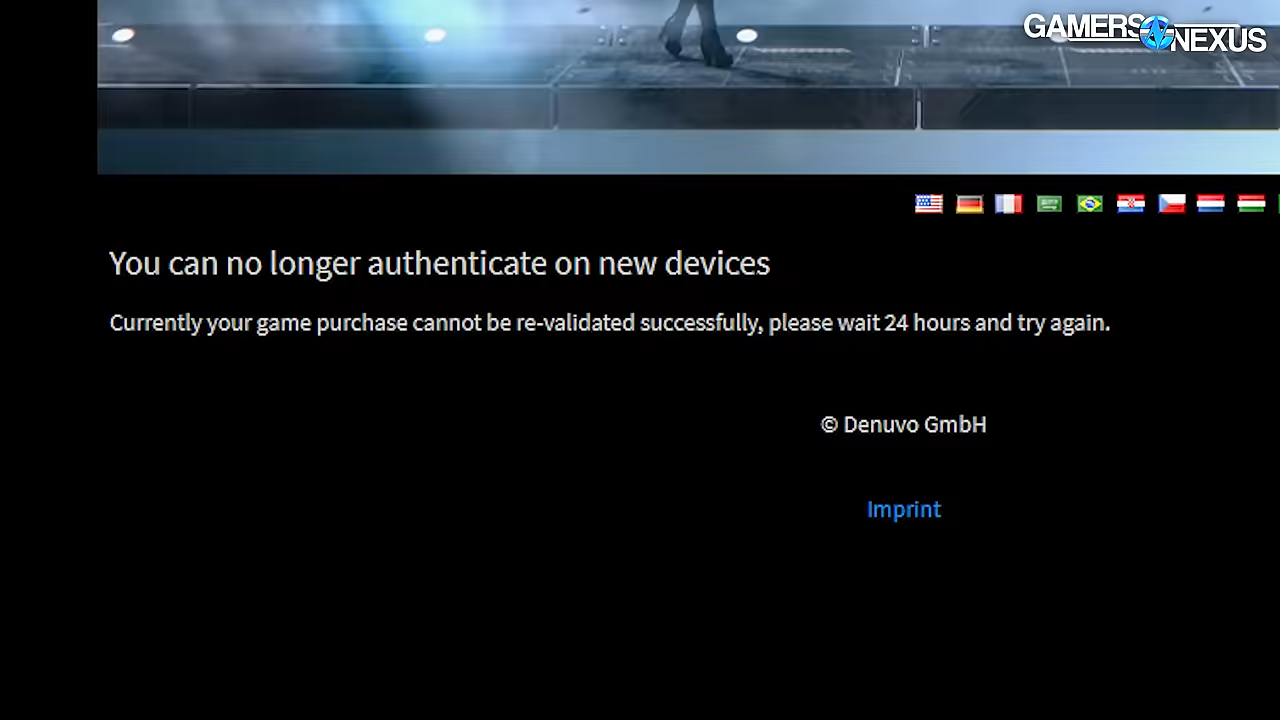 GAMERS NEXUS
You can no longer authenticate on new devices
Currently your game purchase cannot be re-validated successfully, please wait 24 hours and try again.
© Denuvo GmbH
Imprint